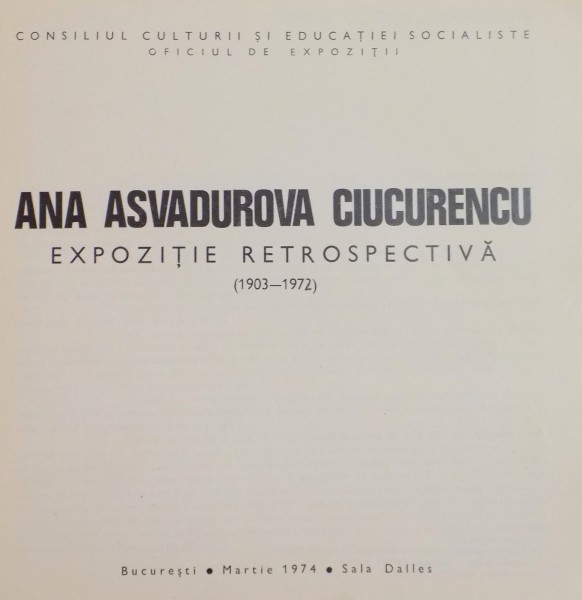 CONSILIUL CULTURII ȘI EDUCAȚIEI SOCIALISTE
OFICIUL DE EXPOZIȚII
ANA ASVADUROVA CIUCURENCU
EXPOZIȚIE RETROSPECTIVĂ
(1903—1972)
București • Martie 1974 • Sala Dalles